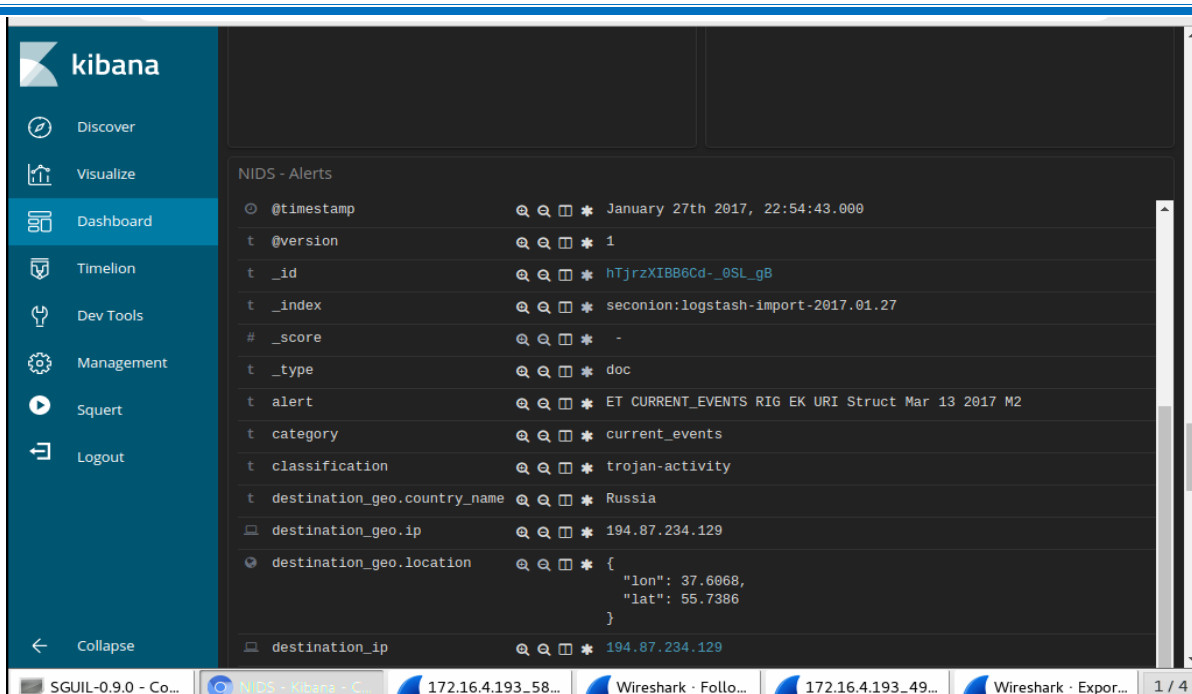 kibana
Discover
Visualize
Dashboard
Timelion
Dev Tools
Management
Squert
Logout
Collapse
NIDS - Alerts
@timestamp January 27th 2017, 22:54:43.000
t @version 1
t _id hTjrzXIBB6Cd-_0SL_gB
t _index seconion:logstash-import-2017.01.27
# _score -
t _type doc
t alert ET CURRENT_EVENTS RIG EK URI Struct Mar 13 2017 M2
t category current_events
t classification trojan-activity
t destination_geo.country_name Russia
destination_geo.ip 194.87.234.129
destination_geo.location {
"lon": 37.6068,
"lat": 55.7386
}
destination_ip 194.87.234.129
SGUIL-0.9.0 - Co... NIDS - Kibana - C... 172.16.4.193_58... Wireshark · Follo... 172.16.4.193_49... Wireshark · Expor... 1 / 4